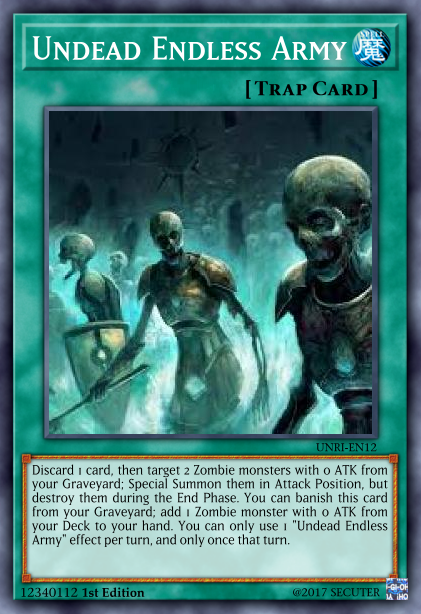 UNDEAD ENDLESS ARMY 魔
[TRAP CARD]
UNRI-EN12
Discard 1 card, then target 2 Zombie monsters with 0 ATK from
your Graveyard; Special Summon them in Attack Position, but
destroy them during the End Phase. You can banish this card
from your Graveyard; add 1 Zombie monster with 0 ATK from
your Deck to your hand. You can only use 1 "Undead Endless
Army" effect per turn, and only once that turn.
12340112 1st Edition @2017 SECUTER